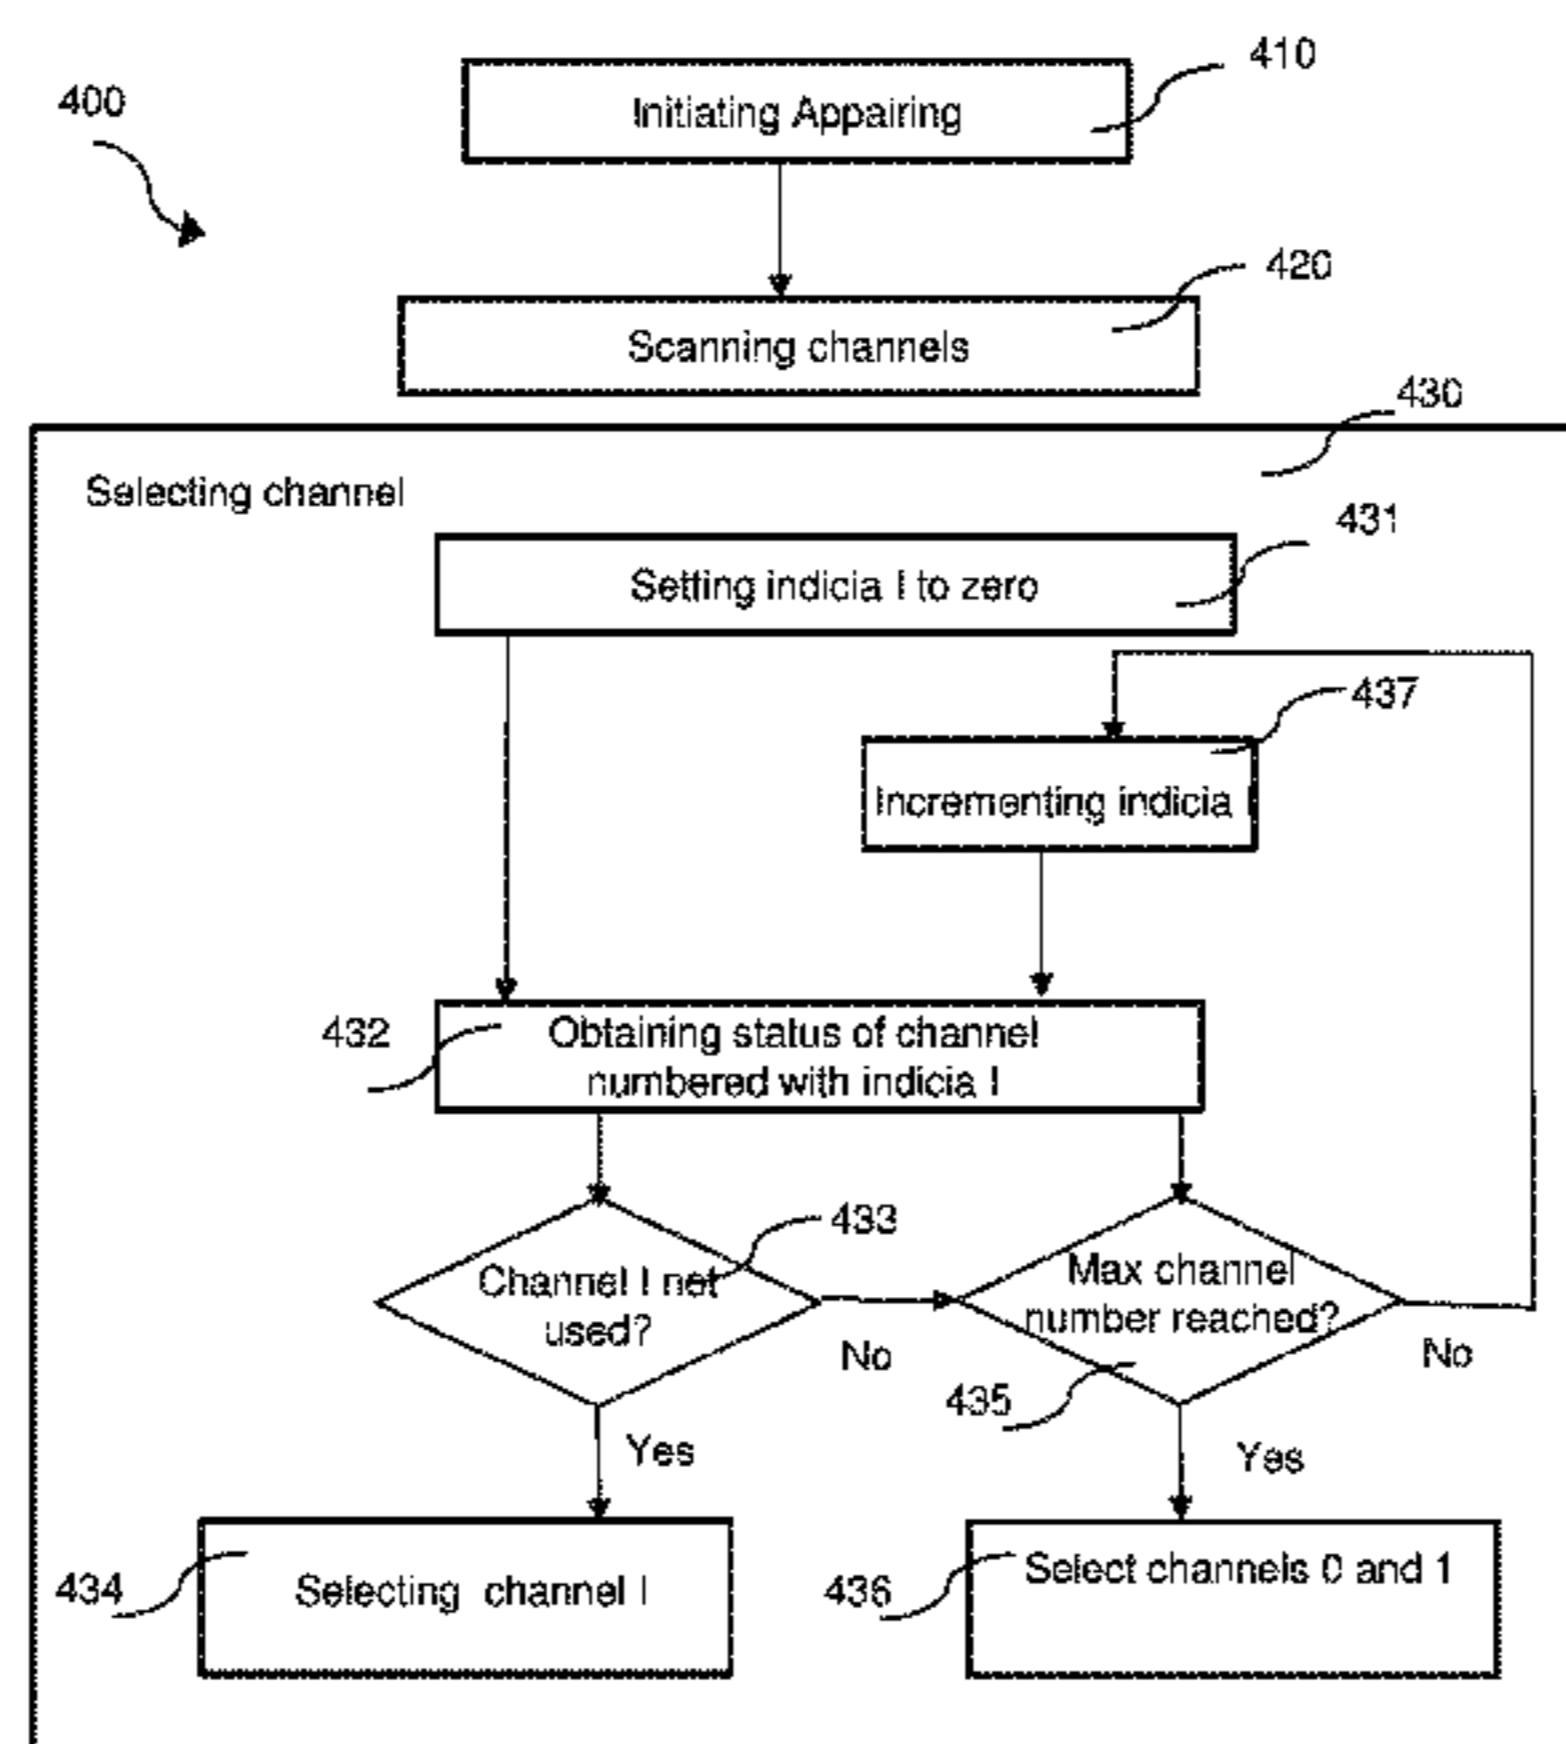 410
Initiating Appairing
400
420
Scanning channels
430
Selecting channel
431
Setting indicia I to zero
437
Incrementing indicia I
432
Obtaining status of channel
numbered with indicia I
433
Channel I not
used?
Max channel
number reached?
No
No
435
Yes
Yes
434
Selecting channel I
436
Select channels 0 and 1